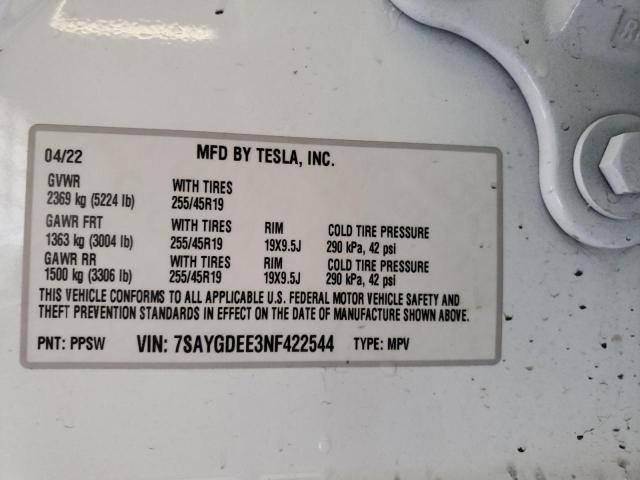 04/22 MFD BY TESLA, INC.
GVWR WITH TIRES
2369 kg (5224 lb) 255/45R19
GAWR FRT WITH TIRES RIM COLD TIRE PRESSURE
1363 kg (3004 lb) 255/45R19 19X9.5J 290 kPa, 42 psi
GAWR RR WITH TIRES RIM COLD TIRE PRESSURE
1500 kg (3306 lb) 255/45R19 19X9.5J 290 kPa, 42 psi
THIS VEHICLE CONFORMS TO ALL APPLICABLE U.S. FEDERAL MOTOR VEHICLE SAFETY AND
THEFT PREVENTION STANDARDS IN EFFECT ON THE DATE OF MANUFACTURE SHOWN ABOVE.
PNT: PPSW VIN: 7SAYGDEE3NF422544 TYPE: MPV